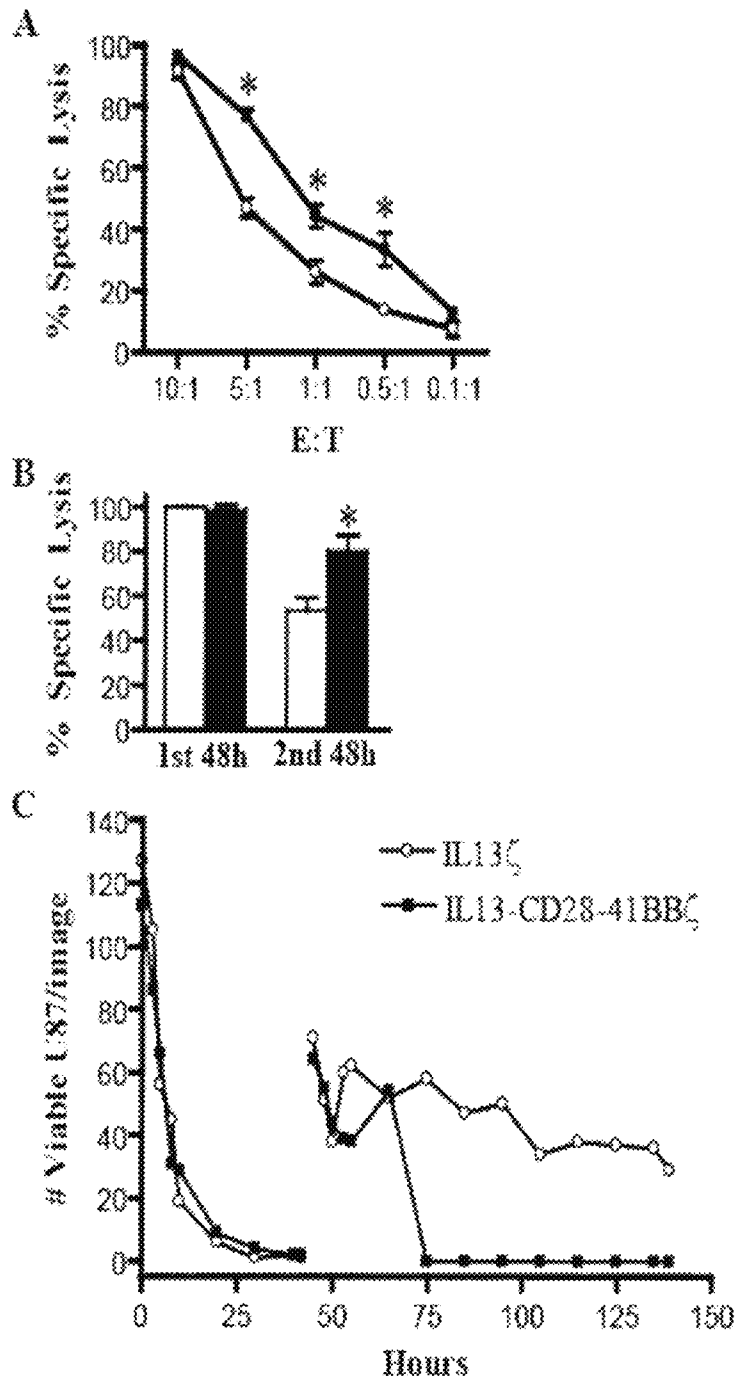 A
% Specific Lysis
100
80
60
40
20
0
* * *
10:1 5:1 1:1 0.5:1 0.1:1
E:T
B
% Specific Lysis
100
80
60
40
20
0
*
1st 48h 2nd 48h
C
# Viable U87/image
140
120
100
80
60
40
20
0
IL13ζ
IL13-CD28-41BBζ
0 25 50 75 100 125 150
Hours